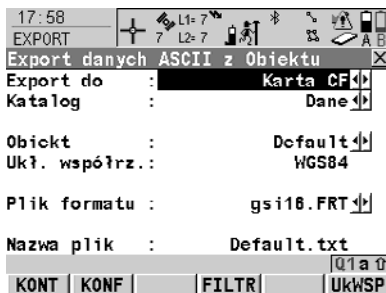 17:58
EXPORT
L1= 7
7 L2= 7
A B
Export danych ASCII z Obiektu X
Export do : Karta CF
Katalog : Dane
Obiekt : Default
Ukł. współrz.: WGS84
Plik formatu : gsi16.FRT
Nazwa plik : Default.txt
Q1 a
KONT KONF FILTR UkWSP